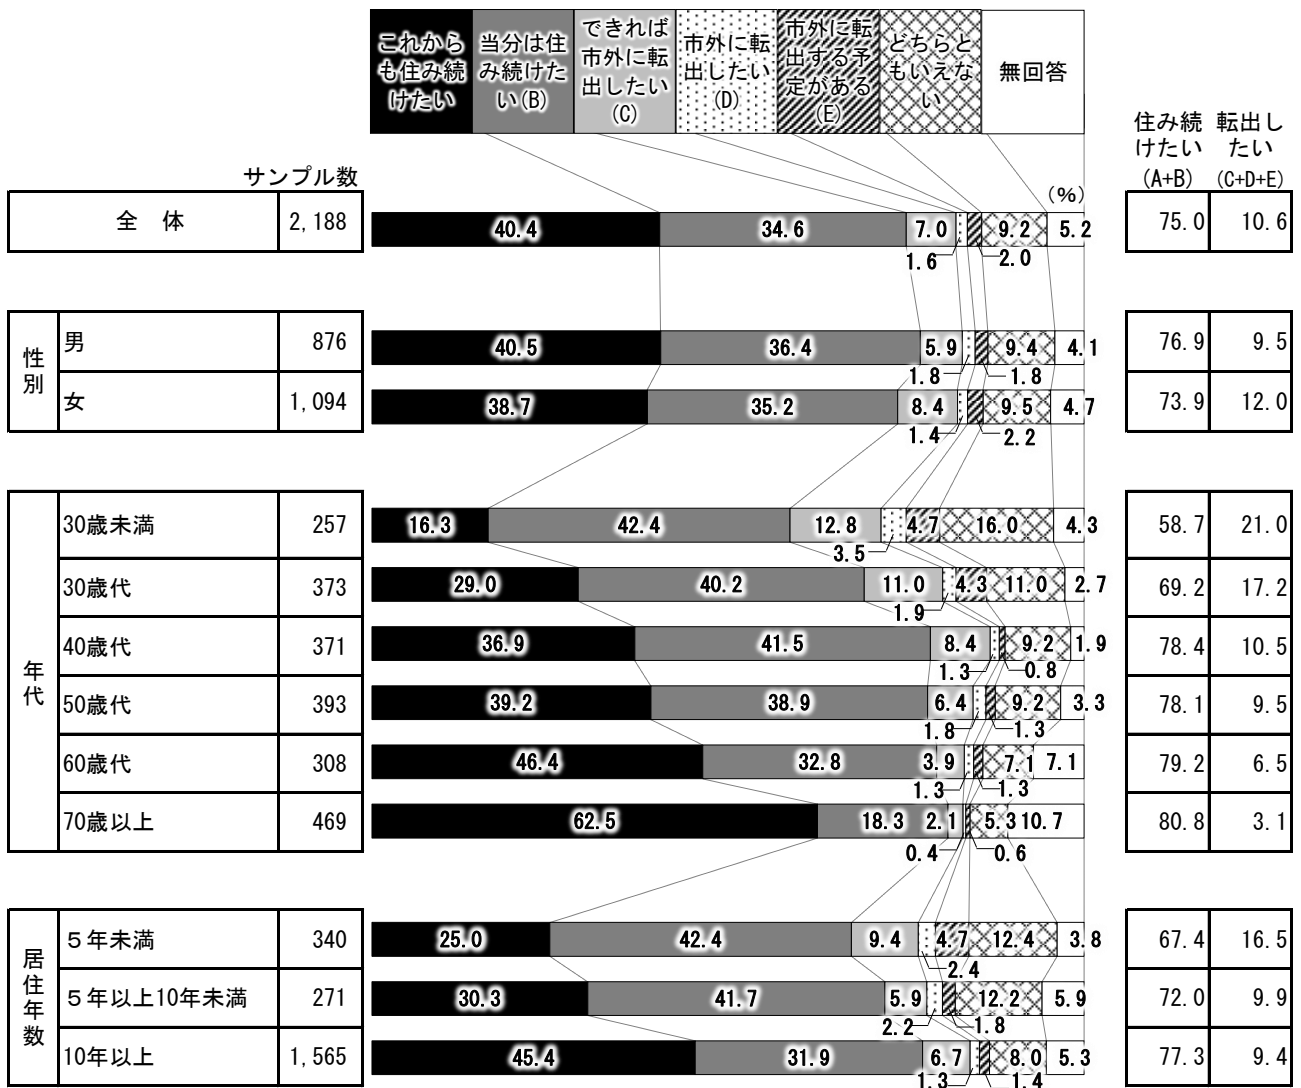 これからも住み続けたい
当分は住み続けたい(B)
できれば市外に転出したい(C)
市外に転出したい(D)
市外に転出する予定がある(E)
どちらともいえない
無回答
住み続けたい(A+B)
転出したい(C+D+E)
サンプル数
(%)
全 体 2,188 40.4 34.6 7.0 1.6 2.0 9.2 5.2 75.0 10.6
性別
男 876 40.5 36.4 5.9 1.8 1.8 9.4 4.1 76.9 9.5
女 1,094 38.7 35.2 8.4 1.4 2.2 9.5 4.7 73.9 12.0
年代
30歳未満 257 16.3 42.4 12.8 3.5 4.7 16.0 4.3 58.7 21.0
30歳代 373 29.0 40.2 11.0 1.9 4.3 11.0 2.7 69.2 17.2
40歳代 371 36.9 41.5 8.4 1.3 0.8 9.2 1.9 78.4 10.5
50歳代 393 39.2 38.9 6.4 1.8 1.3 9.2 3.3 78.1 9.5
60歳代 308 46.4 32.8 3.9 1.3 1.3 7.1 7.1 79.2 6.5
70歳以上 469 62.5 18.3 2.1 0.4 0.6 5.3 10.7 80.8 3.1
居住年数
５年未満 340 25.0 42.4 9.4 2.4 4.7 12.4 3.8 67.4 16.5
５年以上10年未満 271 30.3 41.7 5.9 2.2 1.8 12.2 5.9 72.0 9.9
10年以上 1,565 45.4 31.9 6.7 1.3 1.4 8.0 5.3 77.3 9.4